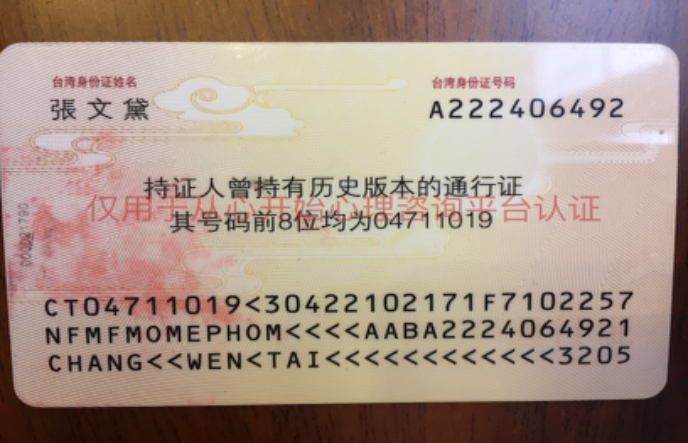 台湾身份证姓名
張文黛
台湾身份证号码
A222406492
持证人曾持有历史版本的通行证
仅用于从心开始心理咨询平台认证
其号码前8位均为04711019
CT04711019<30422102171F7102257
NFMFMOMEPHOM<<<<AABA2224064921
CHANG<<WEN<TAI<<<<<<<<<<<<3205